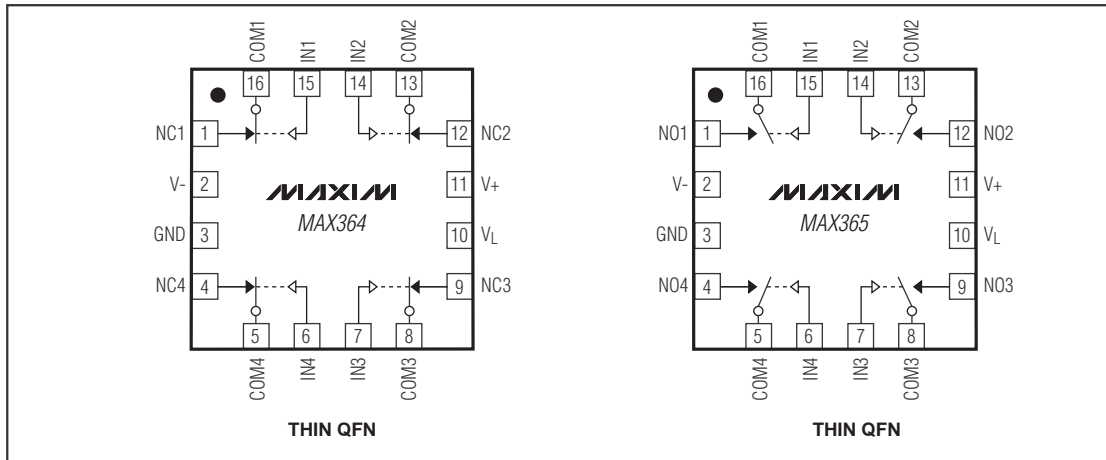 COM1 IN1 IN2 COM2
16 15 14 13
NC1 1 12 NC2
V- 2 11 V+
MAXIM
MAX364
GND 3 10 VL
NC4 4 9 NC3
5 6 7 8
COM4 IN4 IN3 COM3
THIN QFN
COM1 IN1 IN2 COM2
16 15 14 13
NO1 1 12 NO2
V- 2 11 V+
MAXIM
MAX365
GND 3 10 VL
NO4 4 9 NO3
5 6 7 8
COM4 IN4 IN3 COM3
THIN QFN